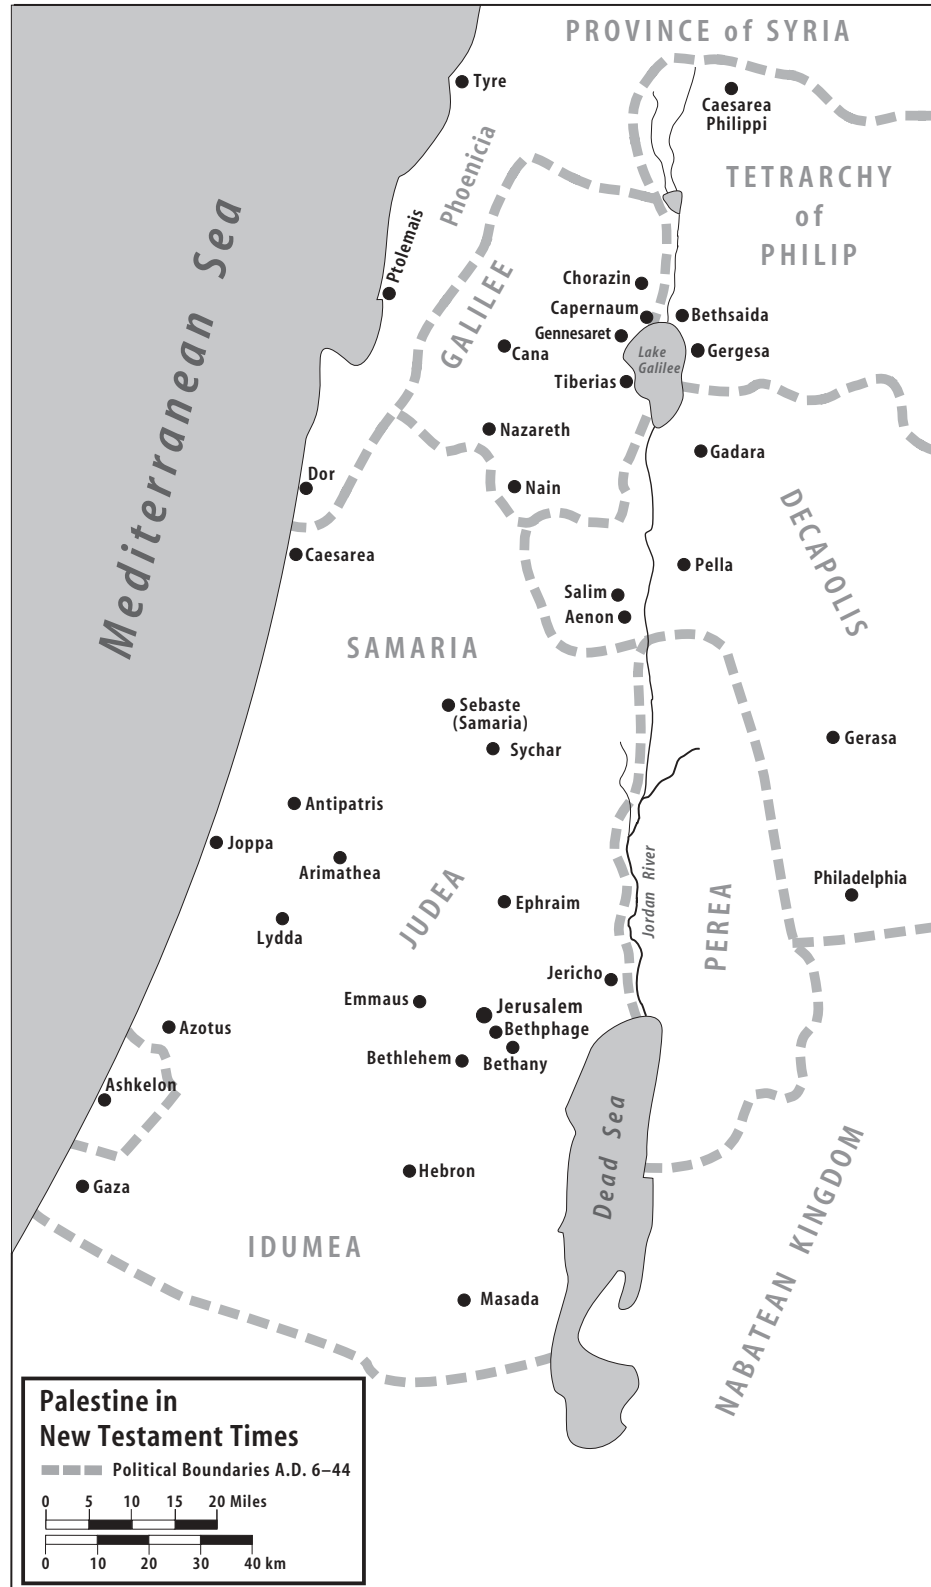 PROVINCE of SYRIA
Tyre
Caesarea
Philippi
Phoenicia
TETRARCHY
of
PHILIP
Ptolemais
Mediterranean Sea
GALILEE
Chorazin
Capernaum
Bethsaida
Gennesaret
Cana
Lake
Galilee
Gergesa
Tiberias
Nazareth
Gadara
Dor
Nain
DECAPOLIS
Caesarea
Pella
Salim
Aenon
SAMARIA
Sebaste
(Samaria)
Sychar
Gerasa
Antipatris
Joppa
Arimathea
JUDEA
Jordan River
Philadelphia
PEREA
Ephraim
Lydda
Jericho
Emmaus
Jerusalem
Azotus
Bethphage
Bethlehem
Bethany
Ashkelon
Dead Sea
Hebron
Gaza
NABATEAN KINGDOM
IDUMEA
Masada
Palestine in
New Testament Times
Political Boundaries A.D. 6–44
0 5 10 15 20 Miles
0 10 20 30 40 km